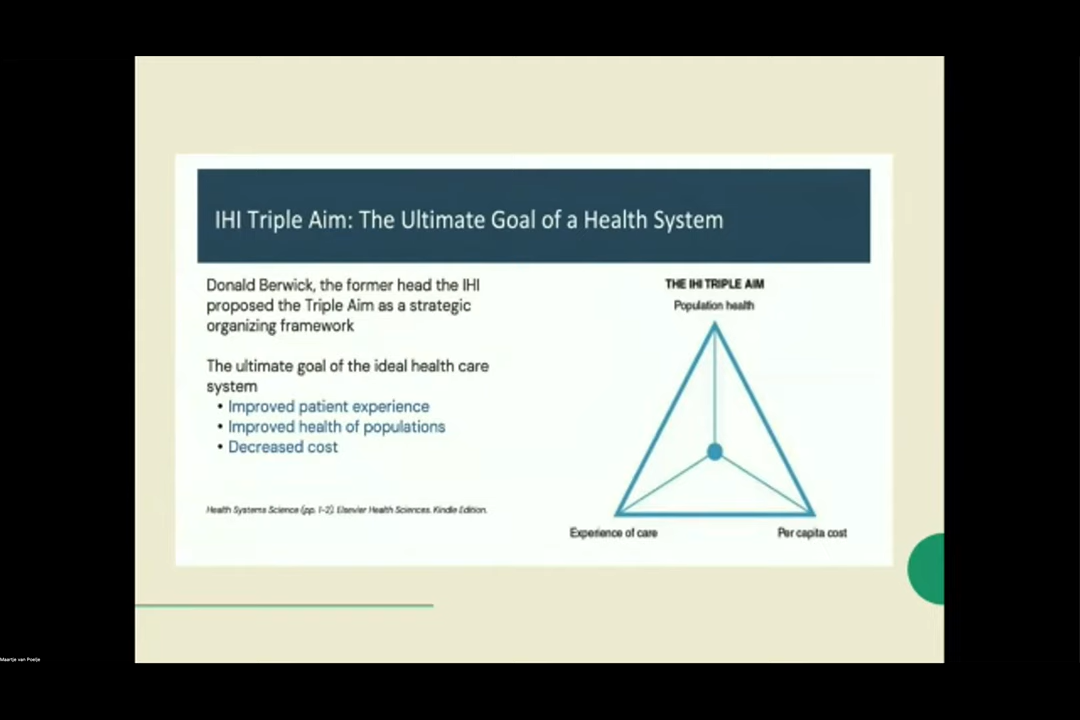 IHI Triple Aim: The Ultimate Goal of a Health System
Donald Berwick, the former head the IHI
proposed the Triple Aim as a strategic
organizing framework
The ultimate goal of the ideal health care
system
• Improved patient experience
• Improved health of populations
• Decreased cost
Health Systems Science (pp. 1-2). Elsevier Health Sciences. Kindle Edition.
THE IHI TRIPLE AIM
Population health
Experience of care
Per capita cost
Maartje van